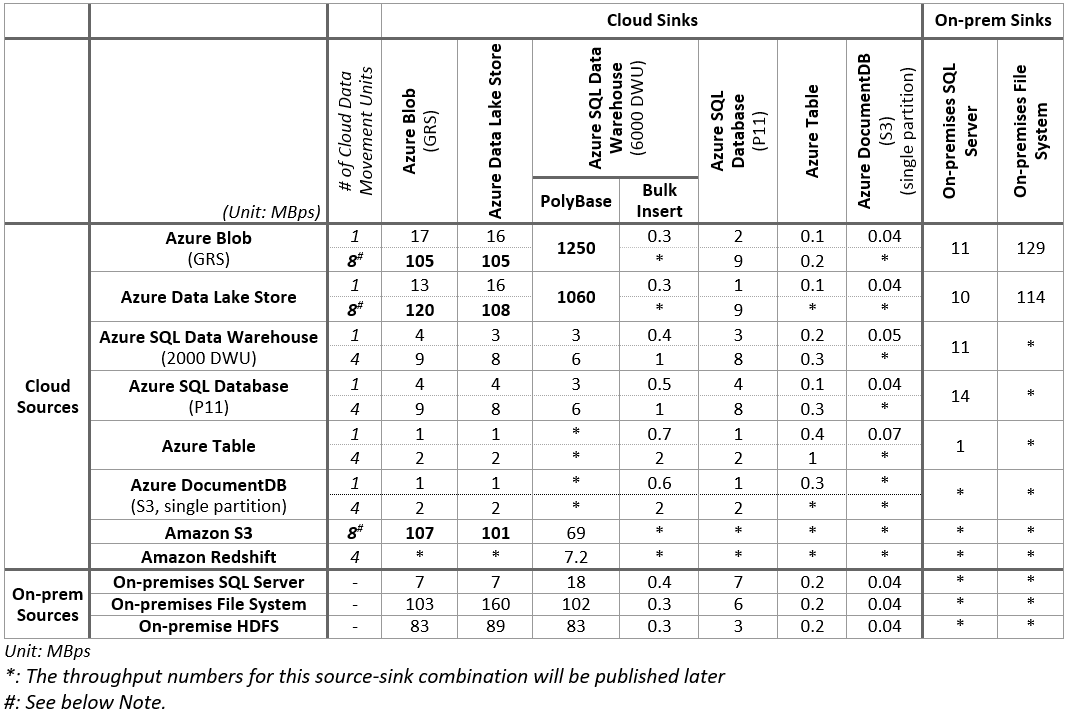 Cloud Sinks On-prem Sinks
(Unit: MBps) # of Cloud Data Movement Units Azure Blob (GRS) Azure Data Lake Store Azure SQL Data Warehouse (6000 DWU) PolyBase Bulk Insert Azure SQL Database (P11) Azure Table Azure DocumentDB (S3) (single partition) On-premises SQL Server On-premises File System
Cloud Sources
Azure Blob (GRS) 1 17 16 1250 0.3 2 0.1 0.04 11 129
8# 105 105 * 9 0.2 *
Azure Data Lake Store 1 13 16 1060 0.3 1 0.1 0.04 10 114
8# 120 108 * 9 * *
Azure SQL Data Warehouse (2000 DWU) 1 4 3 3 0.4 3 0.2 0.05 11 *
4 9 8 6 1 8 0.3 *
Azure SQL Database (P11) 1 4 4 3 0.5 4 0.1 0.04 14 *
4 9 8 6 1 8 0.3 *
Azure Table 1 1 1 * 0.7 1 0.4 0.07 1 *
4 2 2 * 2 2 1 *
Azure DocumentDB (S3, single partition) 1 1 1 * 0.6 1 0.3 * * *
4 2 2 * 2 2 * *
Amazon S3 8# 107 101 69 * * * * * *
Amazon Redshift 4 * * 7.2 * * * * * *
On-prem Sources
On-premises SQL Server - 7 7 18 0.4 7 0.2 0.04 * *
On-premises File System - 103 160 102 0.3 6 0.2 0.04 * *
On-premise HDFS - 83 89 83 0.3 3 0.2 0.04 * *
Unit: MBps
*: The throughput numbers for this source-sink combination will be published later
#: See below Note.